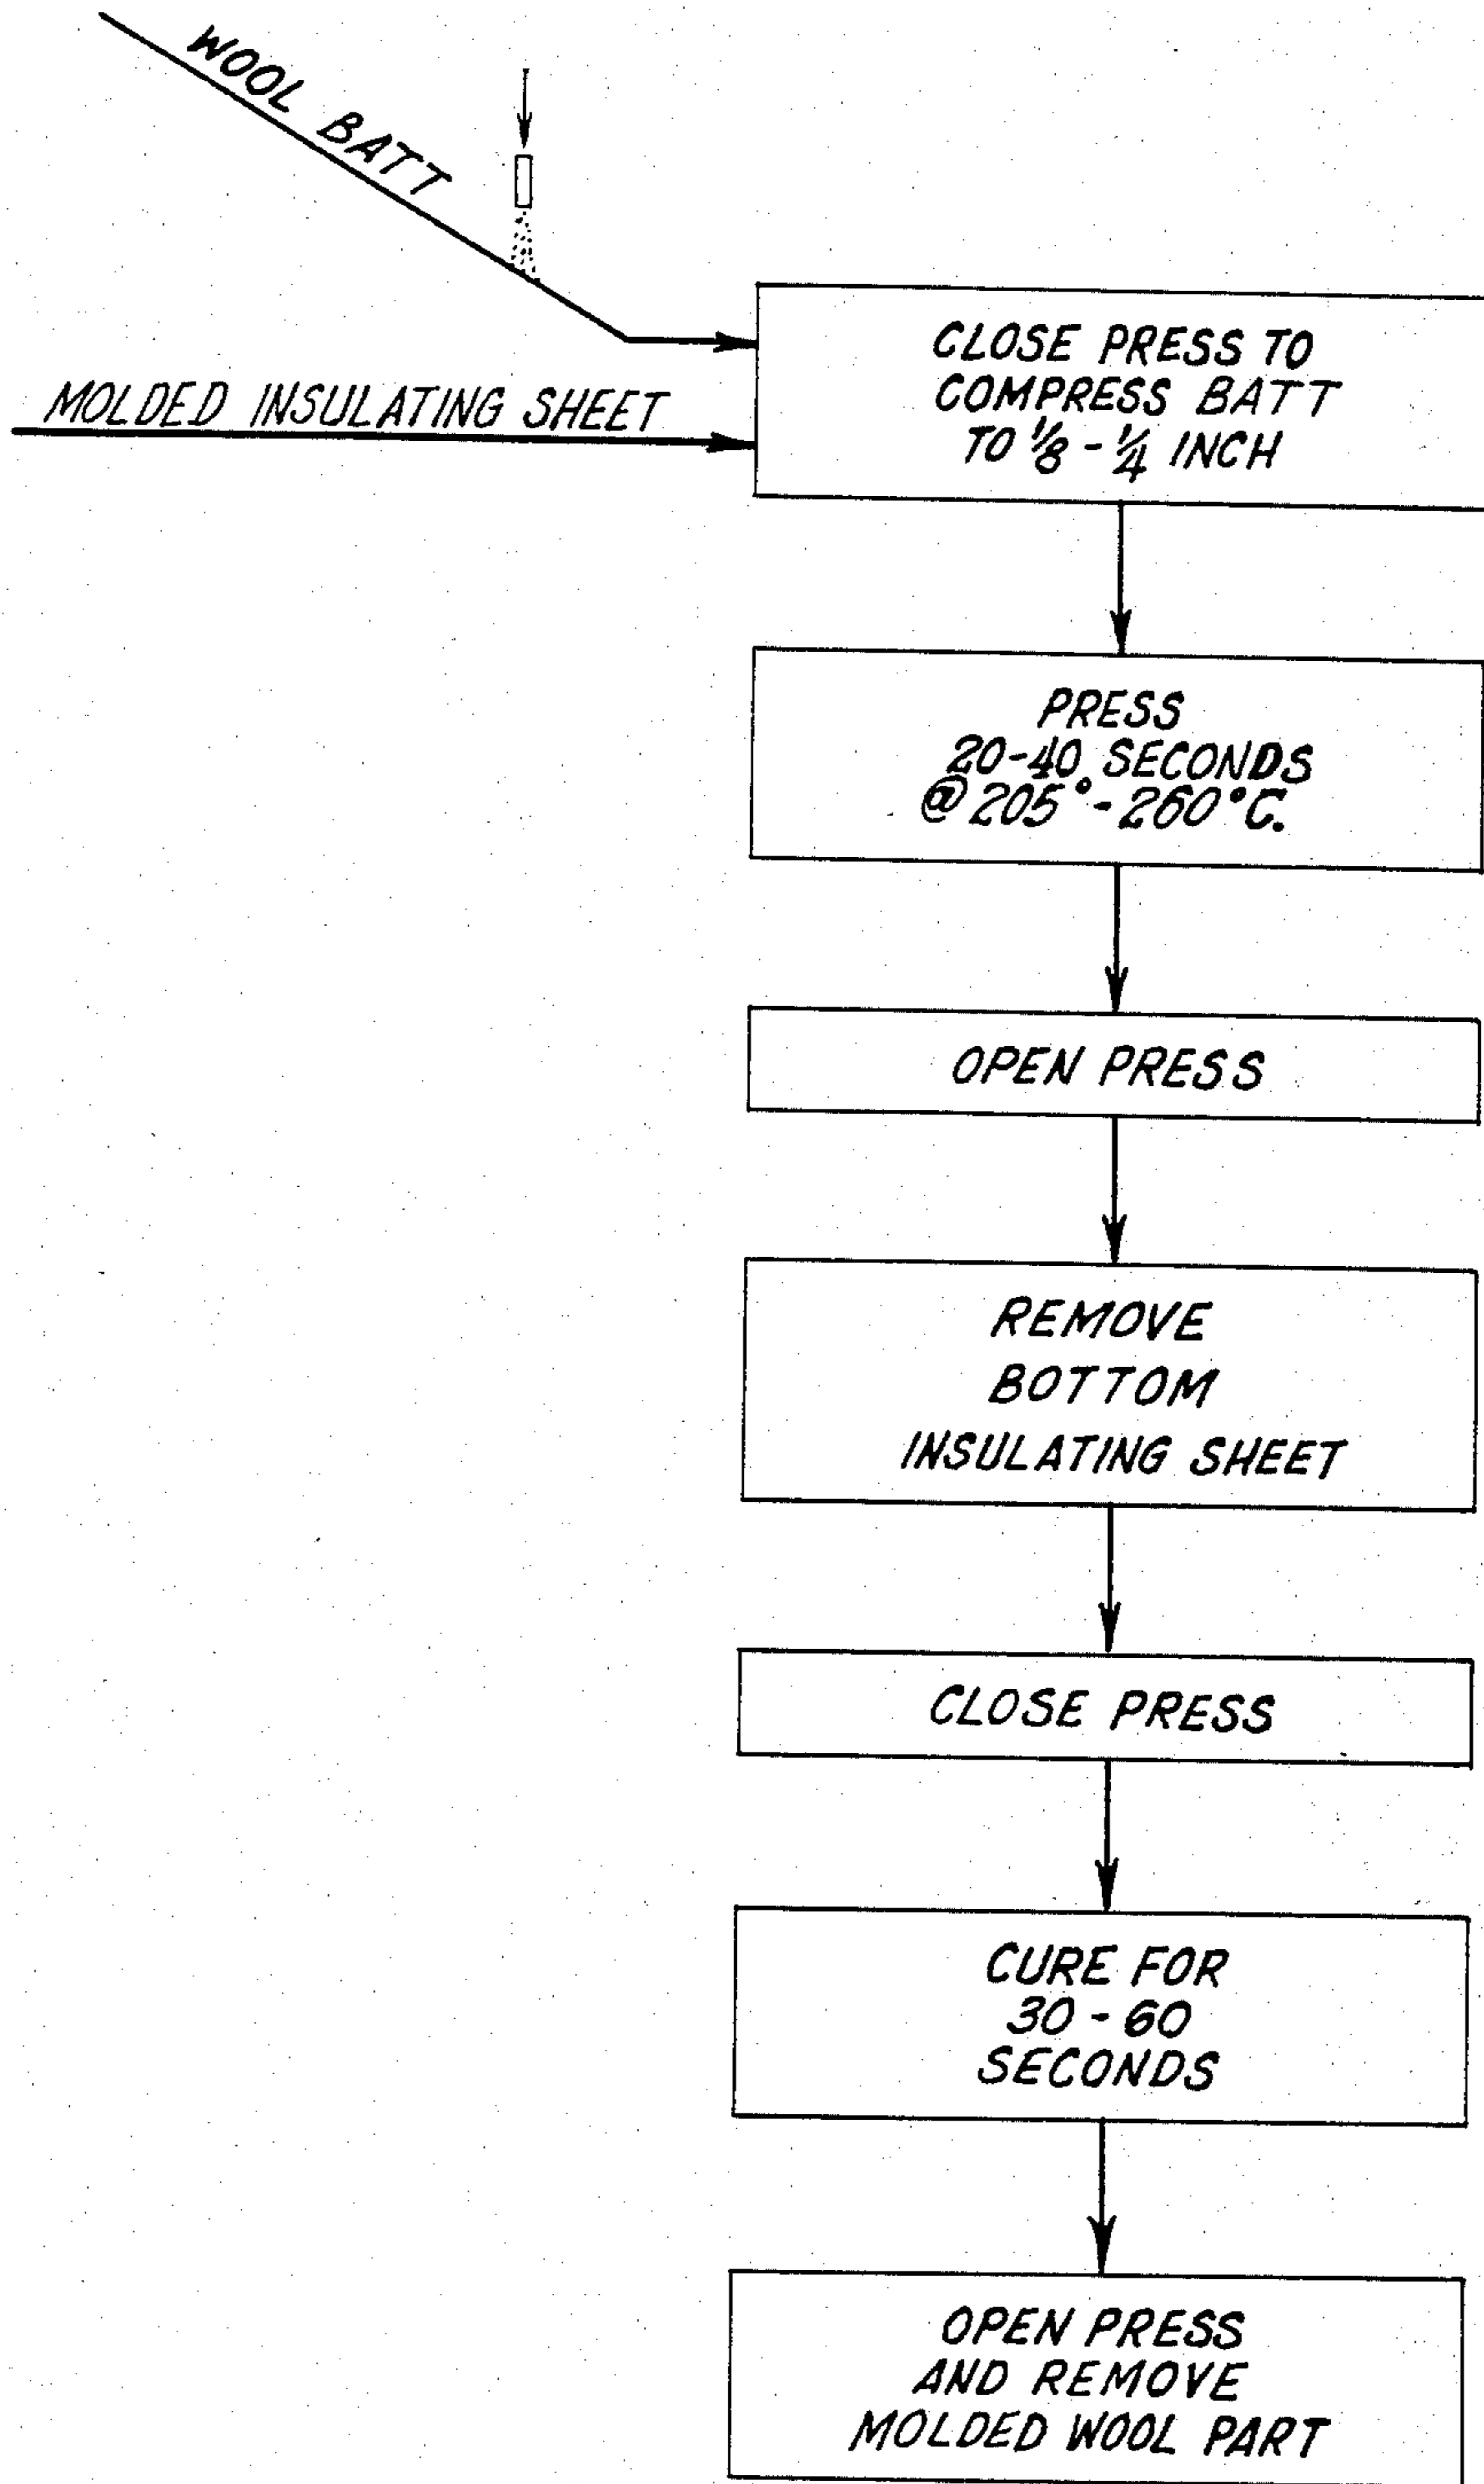 WOOL BATT
MOLDED INSULATING SHEET
CLOSE PRESS TO
COMPRESS BATT
TO 1/8 - 1/4 INCH
PRESS
20-40 SECONDS
@ 205° - 260°C.
OPEN PRESS
REMOVE
BOTTOM
INSULATING SHEET
CLOSE PRESS
CURE FOR
30 - 60
SECONDS
OPEN PRESS
AND REMOVE
MOLDED WOOL PART